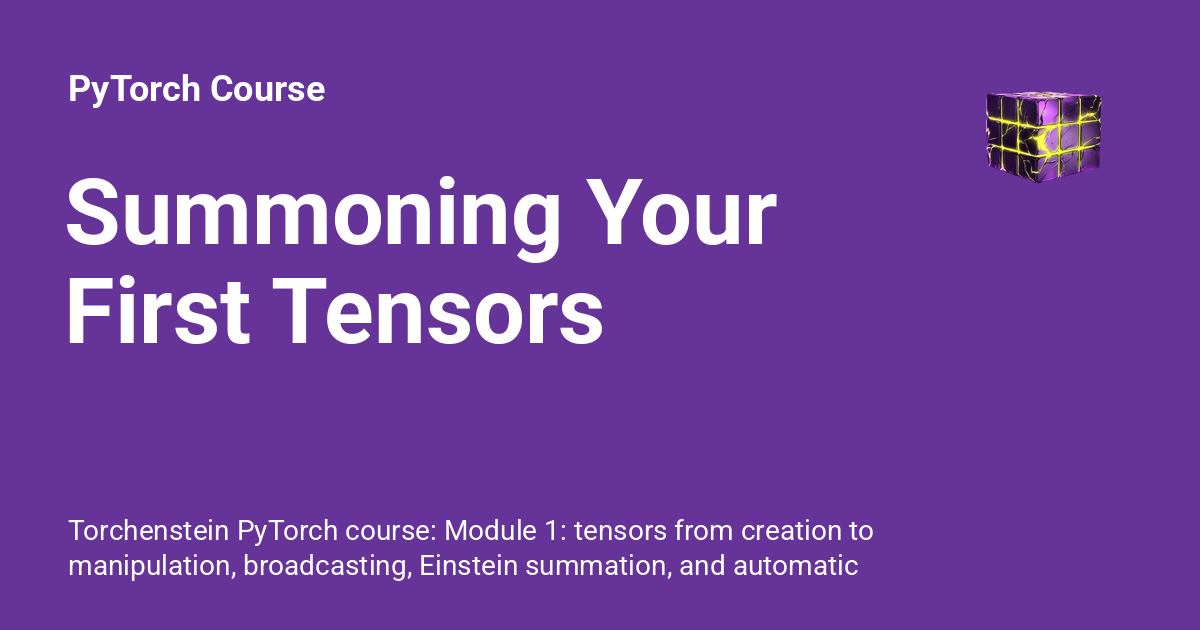 PyTorch Course
Summoning Your
First Tensors
Torchenstein PyTorch course: Module 1: tensors from creation to
manipulation, broadcasting, Einstein summation, and automatic